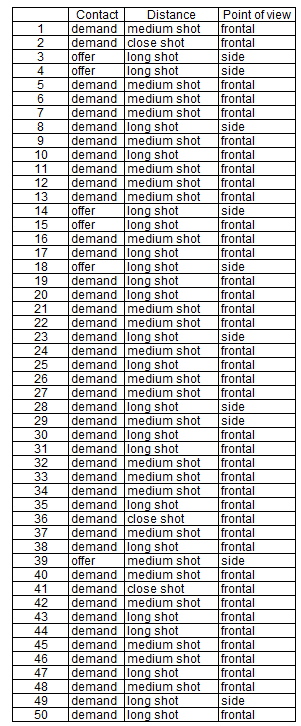 Contact Distance Point of view
1 demand medium shot frontal
2 demand close shot frontal
3 offer long shot side
4 offer long shot side
5 demand medium shot frontal
6 demand medium shot frontal
7 demand medium shot frontal
8 demand long shot side
9 demand medium shot frontal
10 demand long shot frontal
11 demand medium shot frontal
12 demand medium shot frontal
13 demand medium shot frontal
14 offer long shot side
15 offer long shot frontal
16 demand medium shot frontal
17 demand long shot frontal
18 offer long shot side
19 demand long shot frontal
20 demand long shot frontal
21 demand medium shot frontal
22 demand medium shot frontal
23 demand long shot side
24 demand medium shot frontal
25 demand long shot frontal
26 demand medium shot frontal
27 demand medium shot frontal
28 demand long shot side
29 demand medium shot side
30 demand long shot frontal
31 demand long shot frontal
32 demand medium shot frontal
33 demand medium shot frontal
34 demand medium shot frontal
35 demand long shot frontal
36 demand close shot frontal
37 demand medium shot frontal
38 demand long shot frontal
39 offer medium shot side
40 demand medium shot frontal
41 demand close shot frontal
42 demand medium shot frontal
43 demand long shot frontal
44 demand long shot frontal
45 demand medium shot frontal
46 demand medium shot frontal
47 demand long shot frontal
48 demand medium shot frontal
49 demand long shot side
50 demand long shot frontal